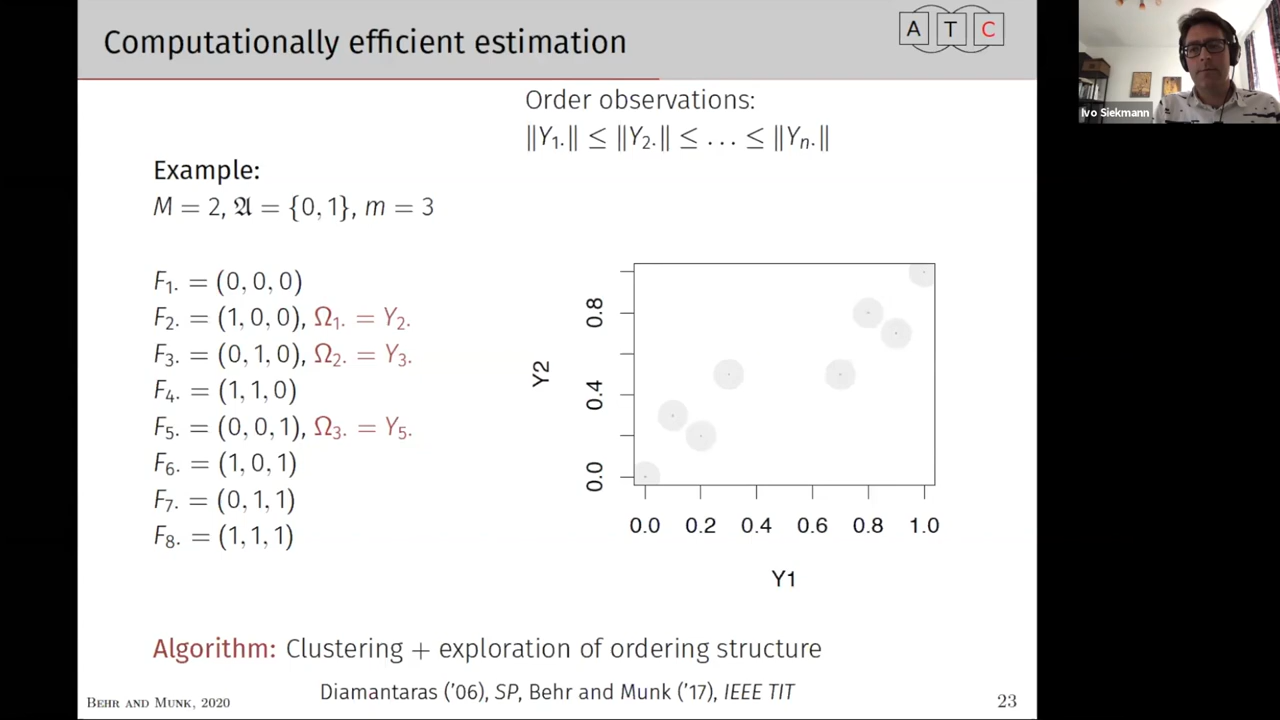 Computationally efficient estimation
A T C
Order observations:
‖Y₁.‖ ≤ ‖Y₂.‖ ≤ … ≤ ‖Yₙ.‖
Example:
M = 2, 𝔄 = {0, 1}, m = 3
F₁. = (0, 0, 0)
F₂. = (1, 0, 0), Ω₁. = Y₂.
F₃. = (0, 1, 0), Ω₂. = Y₃.
F₄. = (1, 1, 0)
F₅. = (0, 0, 1), Ω₃. = Y₅.
F₆. = (1, 0, 1)
F₇. = (0, 1, 1)
F₈. = (1, 1, 1)
Y2
0.8
0.4
0.0
0.0 0.2 0.4 0.6 0.8 1.0
Y1
Algorithm: Clustering + exploration of ordering structure
Diamantaras ('06), SP, Behr and Munk ('17), IEEE TIT
Behr and Munk, 2020
23
Ivo Siekmann